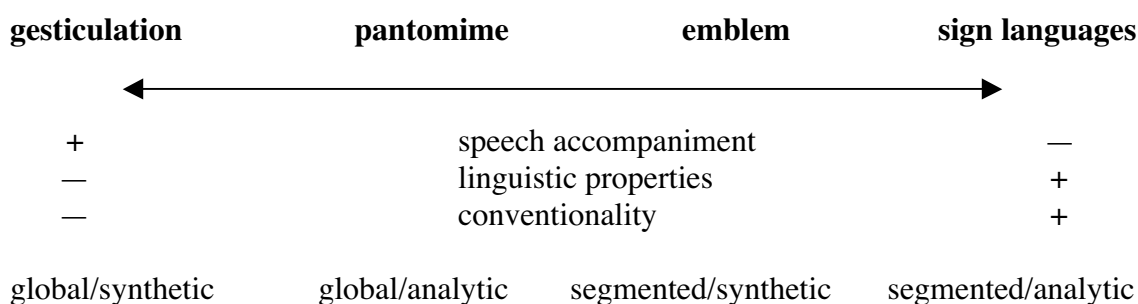 gesticulation pantomime emblem sign languages
+ speech accompaniment —
— linguistic properties +
— conventionality +
global/synthetic global/analytic segmented/synthetic segmented/analytic